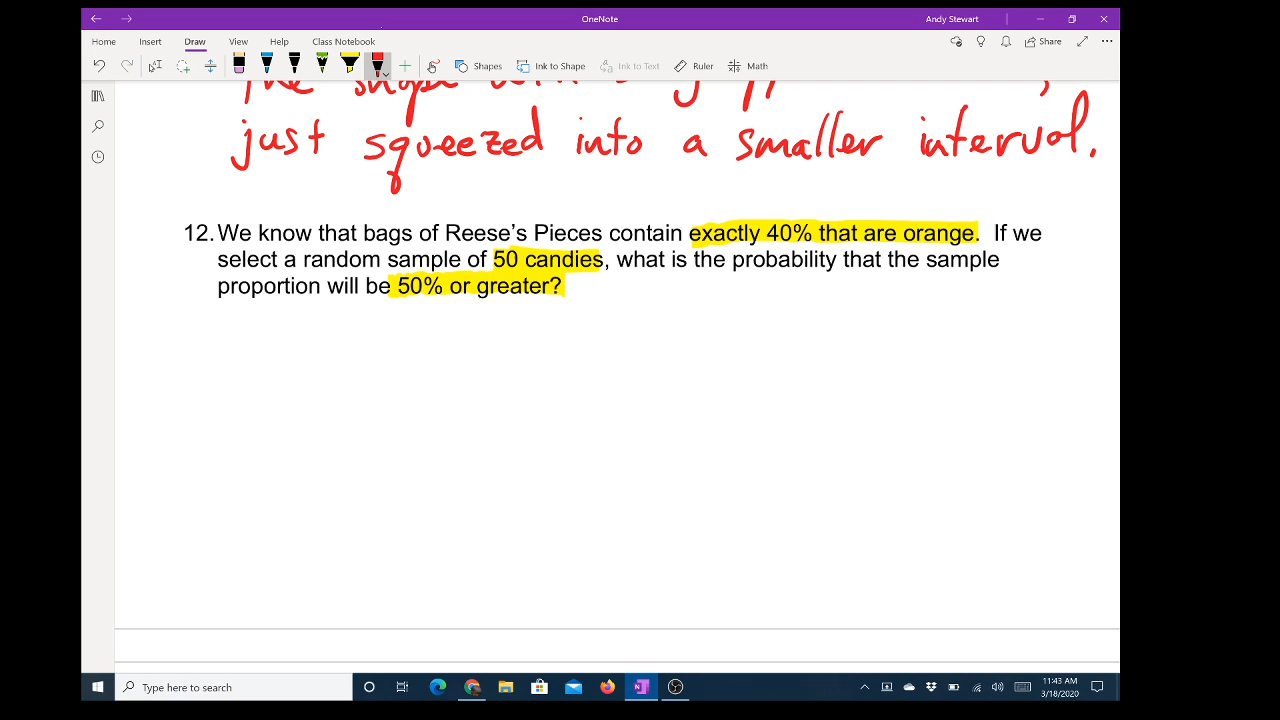 OneNote
Andy Stewart
Home Insert Draw View Help Class Notebook
Share
Shapes Ink to Shape Ink to Text Ruler Math
The shape
just squeezed into a smaller interval.
12. We know that bags of Reese’s Pieces contain exactly 40% that are orange. If we
select a random sample of 50 candies, what is the probability that the sample
proportion will be 50% or greater?
Type here to search
11:43 AM
3/18/2020